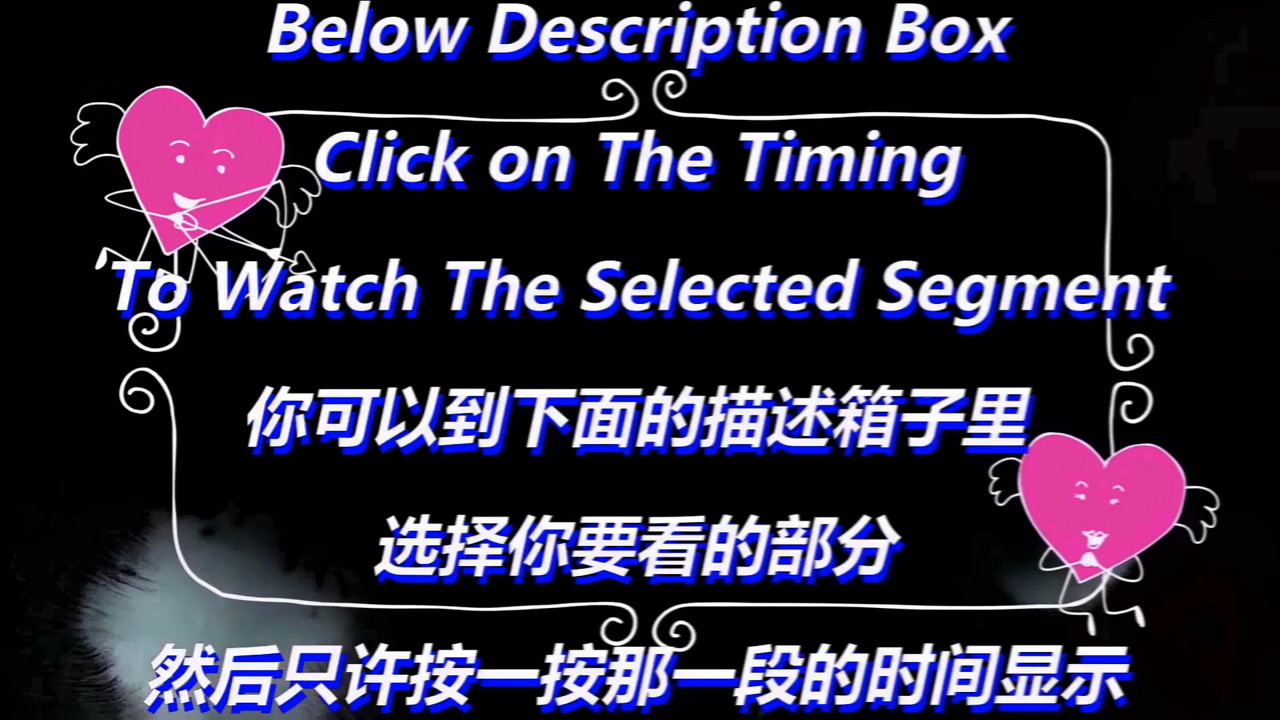 Below Description Box
Click on The Timing
To Watch The Selected Segment
你可以到下面的描述箱子里
选择你要看的部分
然后只许按一按那一段的时间显示